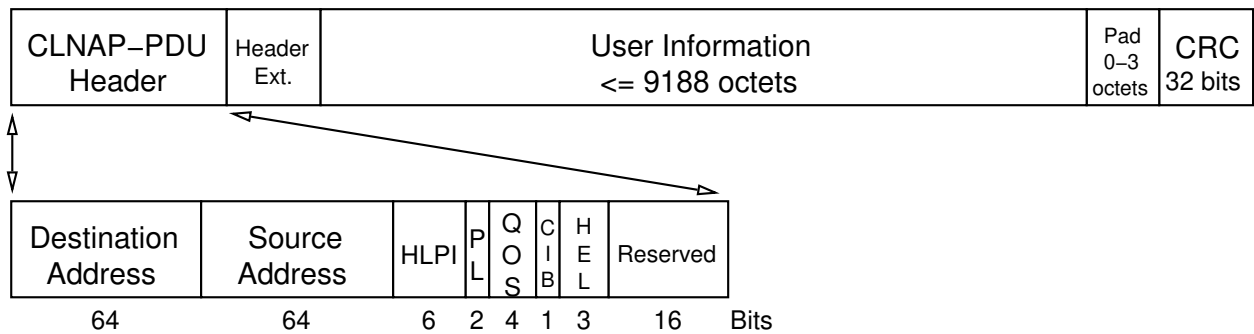 CLNAP–PDU
Header
Header
Ext.
User Information
<= 9188 octets
Pad
0–3
octets
CRC
32 bits
Destination
Address
Source
Address
HLPI
P
L
Q
O
S
C
I
B
H
E
L
Reserved
64 64 6 2 4 1 3 16 Bits